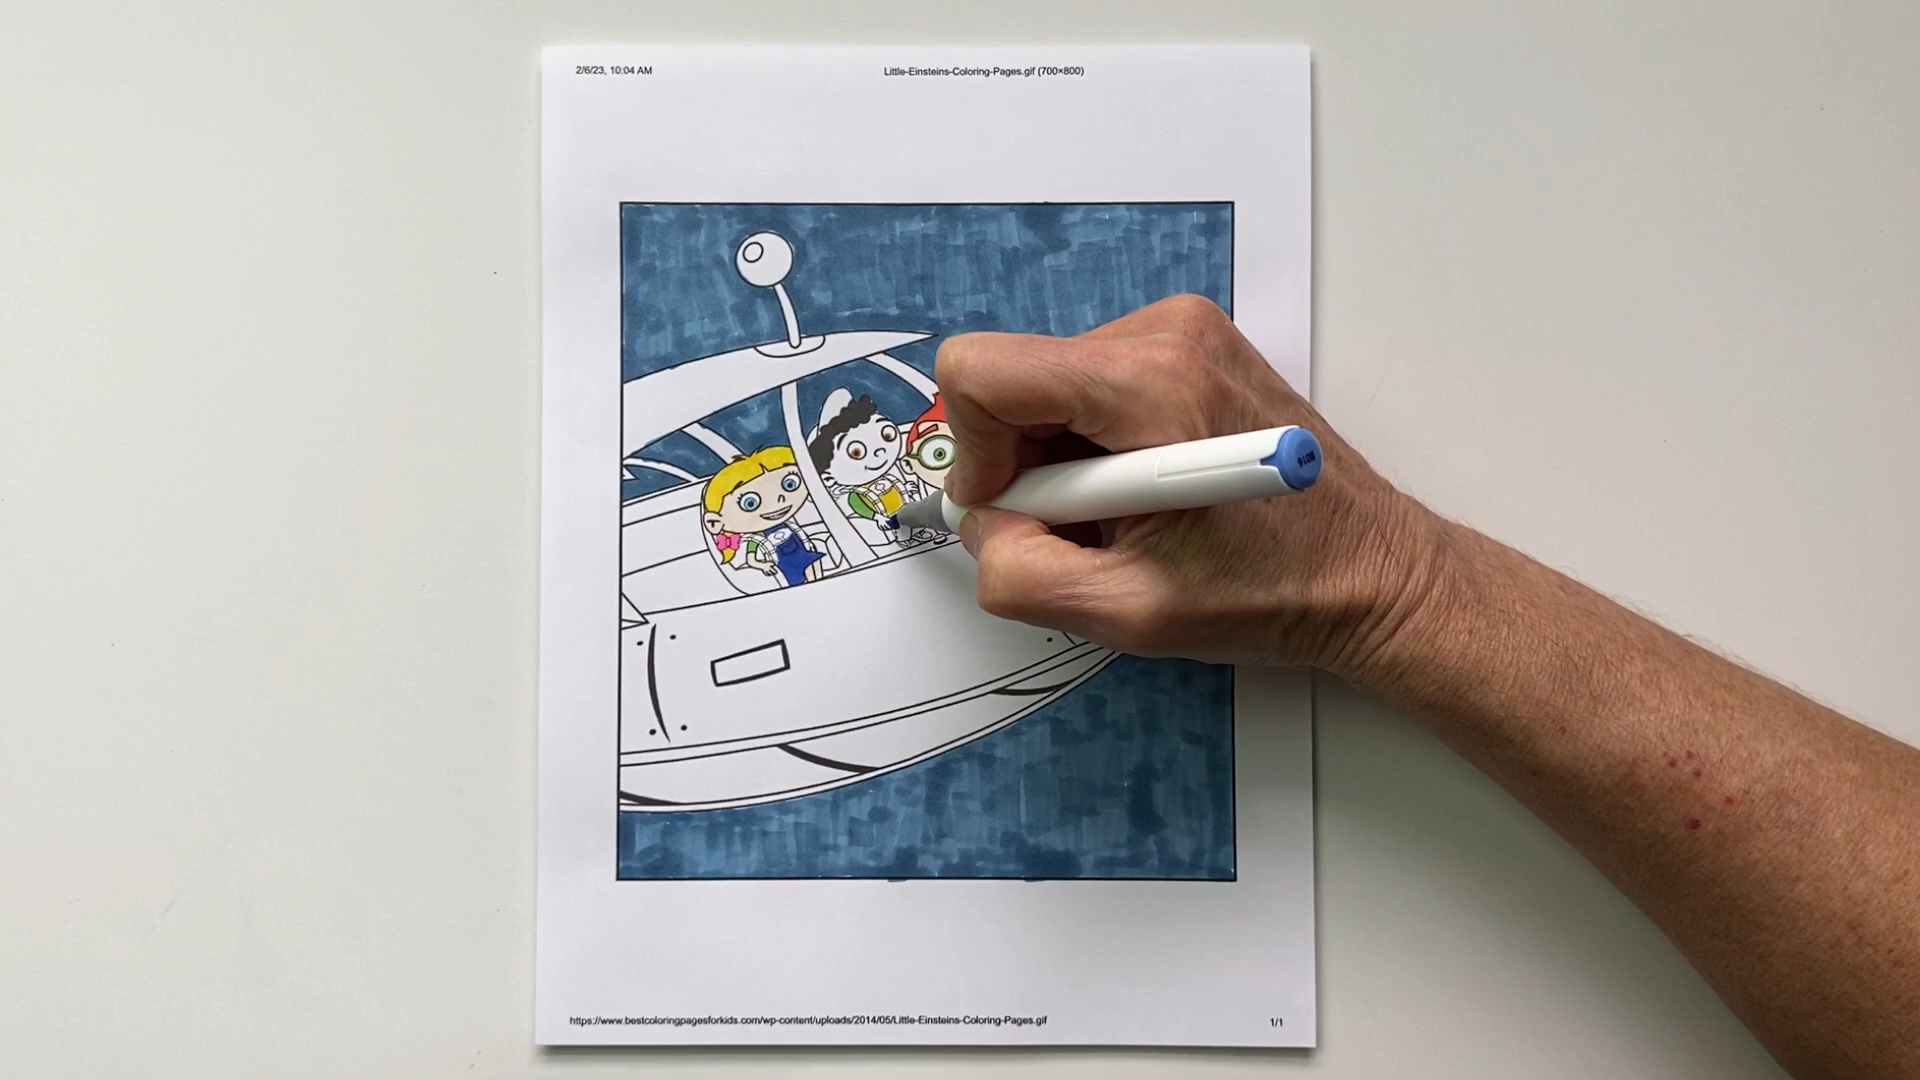 2/6/23, 10:04 AM
Little-Einsteins-Coloring-Pages.gif (700×800)
B016
https://www.bestcoloringpagesforkids.com/wp-content/uploads/2014/05/Little-Einsteins-Coloring-Pages.gif
1/1